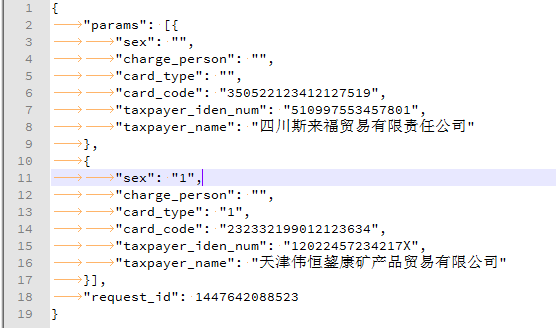 1 {
2 "params": [{
3 "sex": "",
4 "charge_person": "",
5 "card_type": "",
6 "card_code": "350522123412127519",
7 "taxpayer_iden_num": "510997553457801",
8 "taxpayer_name": "四川斯来福贸易有限责任公司"
9 },
10 {
11 "sex": "1",
12 "charge_person": "",
13 "card_type": "1",
14 "card_code": "232332199012123634",
15 "taxpayer_iden_num": "12022457234217X",
16 "taxpayer_name": "天津伟恒鋆康矿产品贸易有限公司"
17 }],
18 "request_id": 1447642088523
19 }